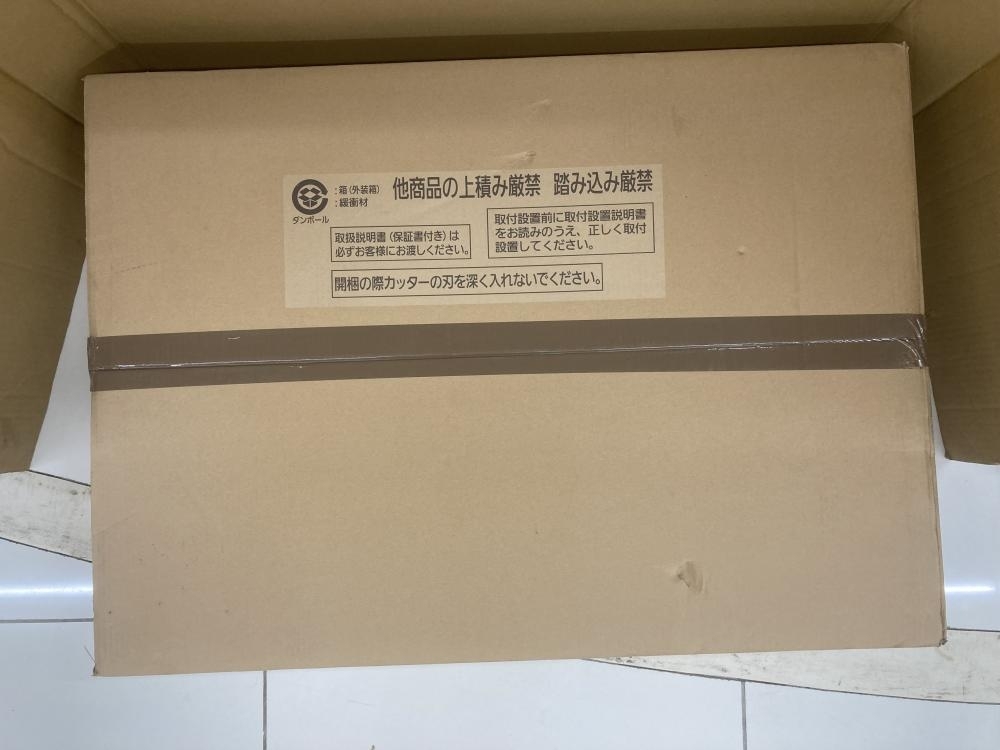 :箱(外装箱)
:緩衝材
ダンボール
他商品の上積み厳禁 踏み込み厳禁
取扱説明書(保証書付き)は
必ずお客様にお渡しください。
取付設置前に取付設置説明書
をお読みのうえ、正しく取付
設置してください。
開梱の際カッターの刃を深く入れないでください。